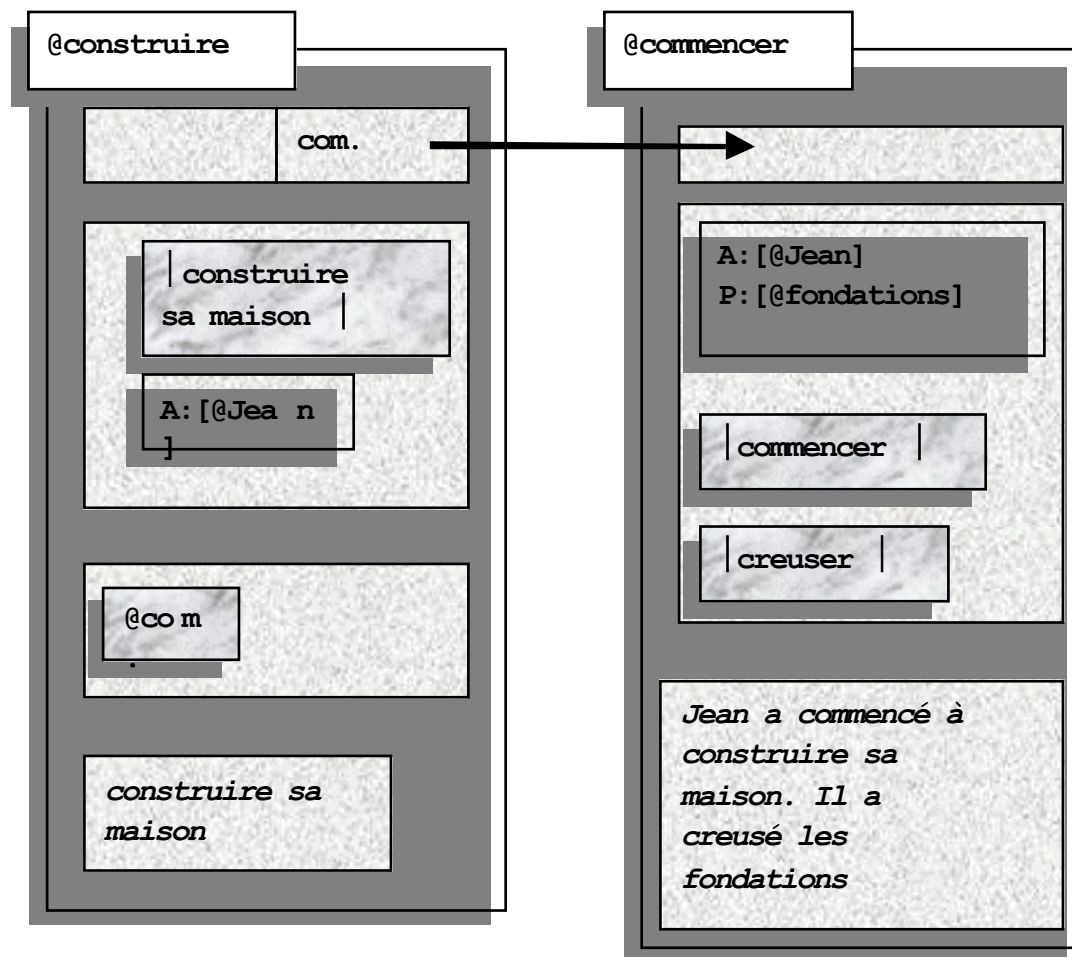 @construire
com.
|construire
sa maison |
A:[@Jea n
]
@co m
.
construire sa
maison
@commencer
A:[@Jean]
P:[@fondations]
|commencer |
|creuser |
Jean a commencé à
construire sa
maison. Il a
creusé les
fondations